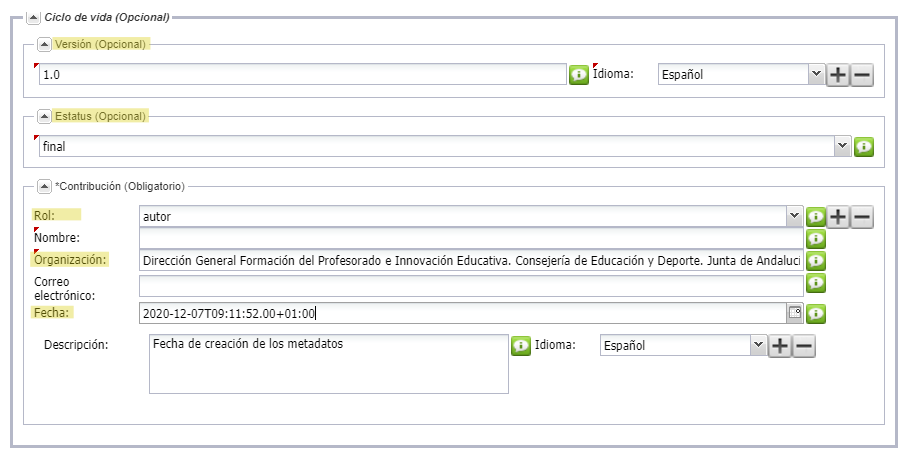 Ciclo de vida (Opcional)
Versión (Opcional)
1.0 Idioma: Español
Estatus (Opcional)
final
*Contribución (Obligatorio)
Rol: autor
Nombre:
Organización: Dirección General Formación del Profesorado e Innovación Educativa. Consejería de Educación y Deporte. Junta de Andaluci
Correo
electrónico:
Fecha: 2020-12-07T09:11:52.00+01:00
Descripción: Fecha de creación de los metadatos Idioma: Español